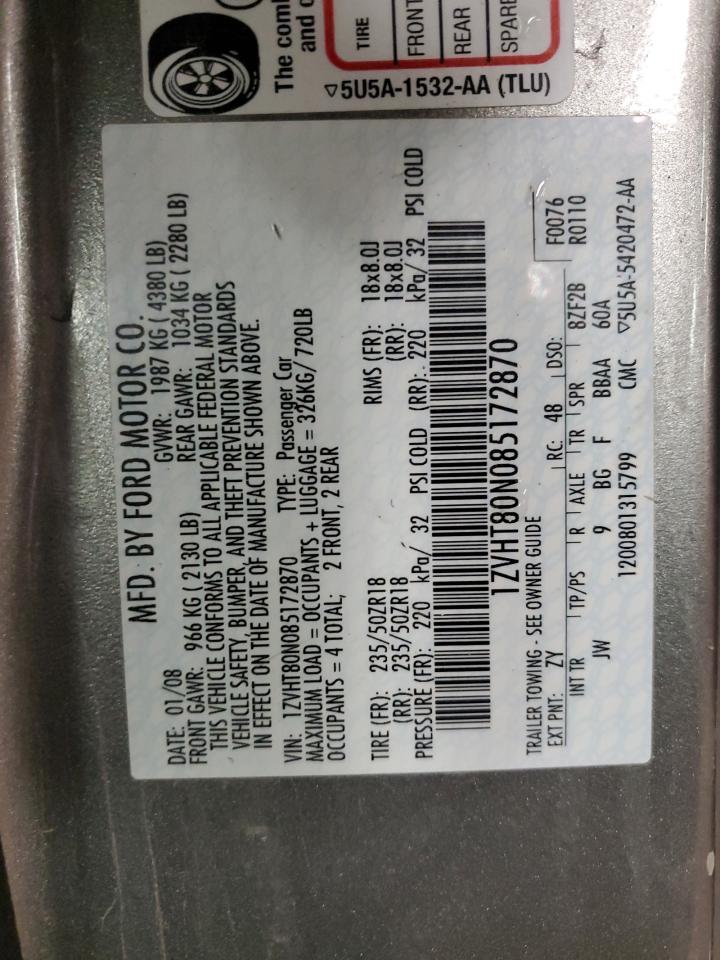 The comb
and c
TIRE
FRONT
REAR
SPARE
▽5U5A-1532-AA (TLU)
MFD. BY FORD MOTOR CO.
DATE: 01/08 GVWR: 1987 KG ( 4380 LB)
FRONT GAWR: 966 KG ( 2130 LB) REAR GAWR: 1034 KG ( 2280 LB)
THIS VEHICLE CONFORMS TO ALL APPLICABLE FEDERAL MOTOR
VEHICLE SAFETY, BUMPER, AND THEFT PREVENTION STANDARDS
IN EFFECT ON THE DATE OF MANUFACTURE SHOWN ABOVE.
VIN: 1ZVHT80N085172870 TYPE: Passenger Car
MAXIMUM LOAD = OCCUPANTS + LUGGAGE = 326KG/ 720LB
OCCUPANTS = 4 TOTAL; 2 FRONT, 2 REAR
TIRE (FR): 235/50ZR18 RIMS (FR): 18x8.0J
(RR): 235/50ZR18 (RR): 18x8.0J
PRESSURE (FR): 220 kPa/ 32 PSI COLD (RR): 220 kPa/ 32 PSI COLD
1ZVHT80N085172870
TRAILER TOWING - SEE OWNER GUIDE
EXT PNT: ZY RC: 48 DSO: F0076
INT TR TP/PS R AXLE TR SPR 8ZF2B R0110
JW 9 BG F BBAA 60A
1200801315799 CMC ▽5U5A-5420472-AA